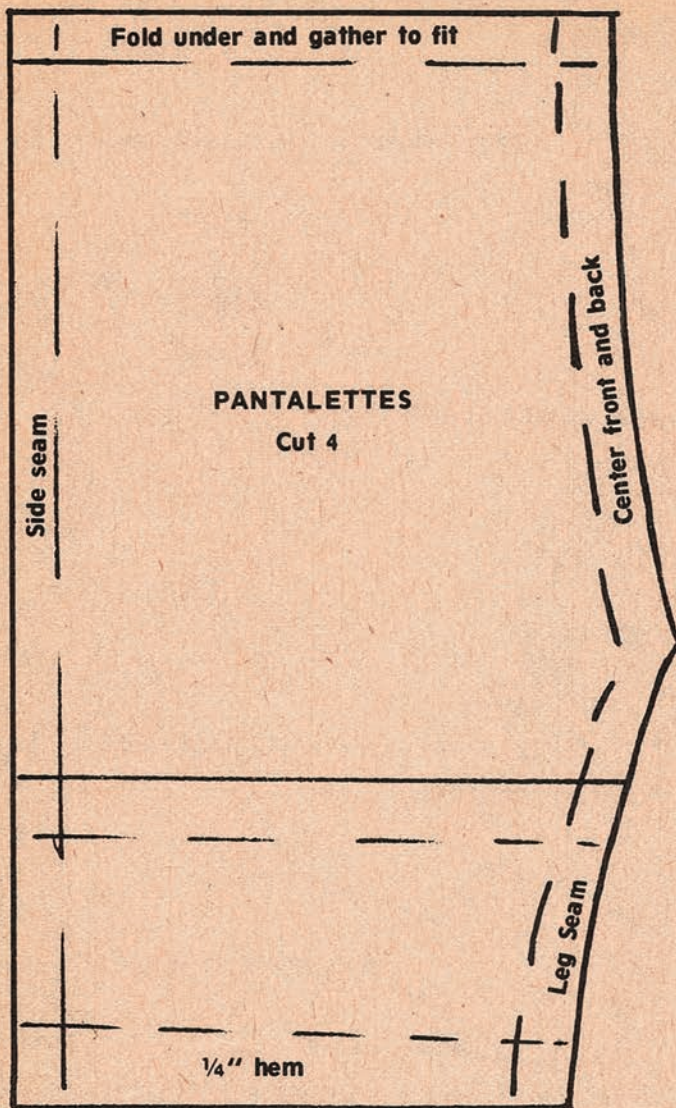 Fold under and gather to fit
Side seam
PANTALETTES
Cut 4
Center front and back
Leg Seam
¼" hem